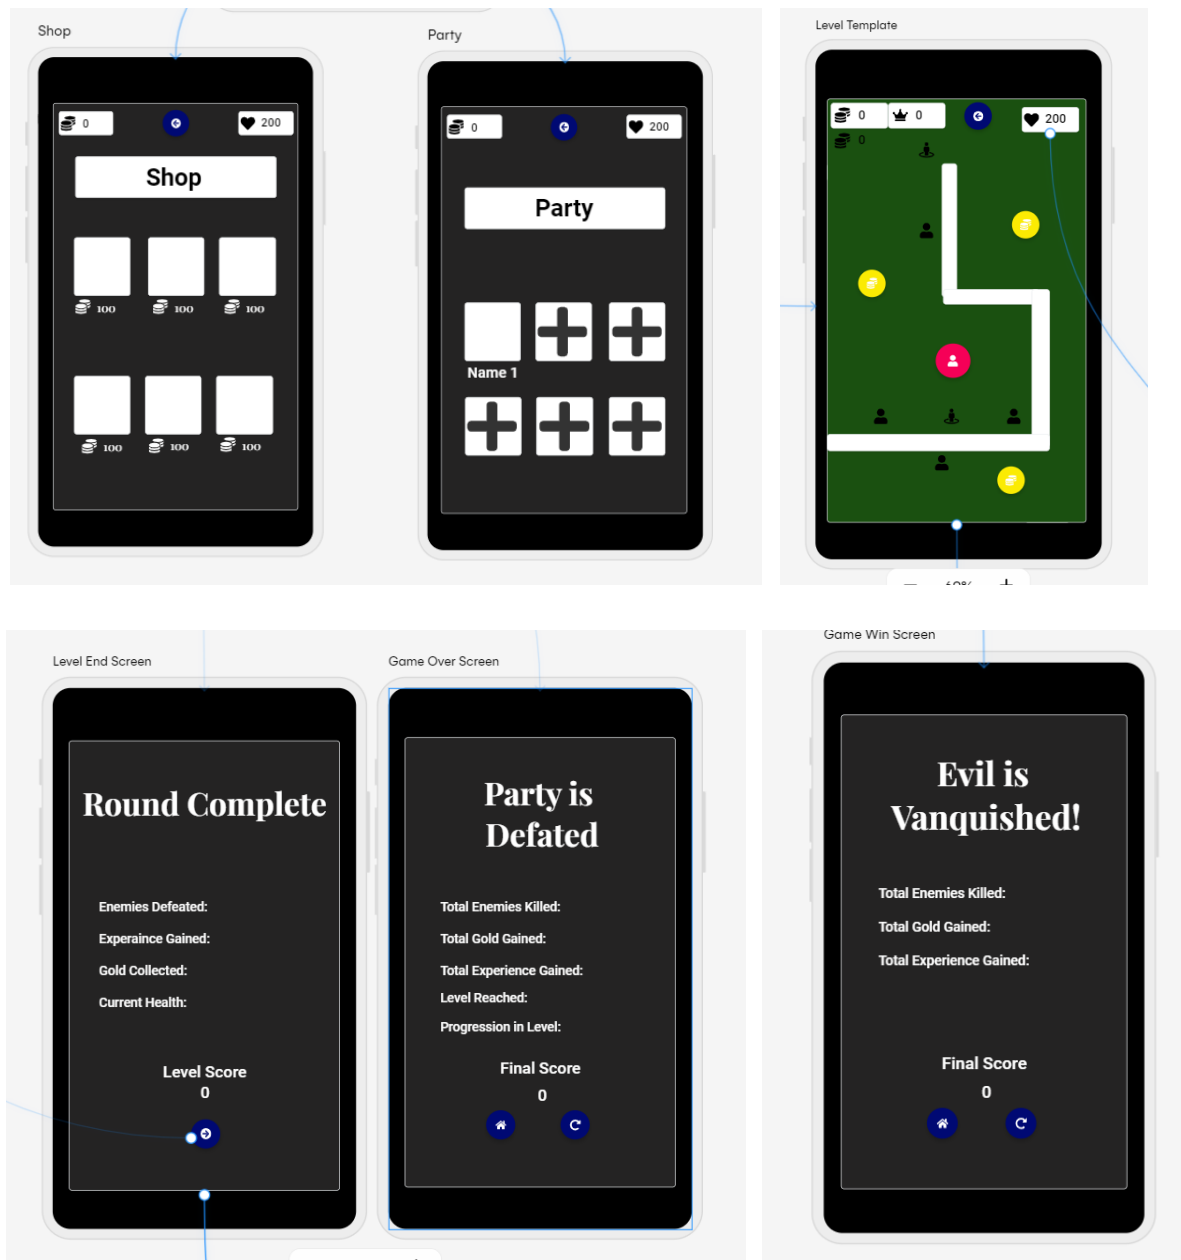 Shop
0
200
Shop
100 100 100
100 100 100
Party
0
200
Party
Name 1
Level Template
0 0 200
0
Level End Screen
Round Complete
Enemies Defeated:
Experaince Gained:
Gold Collected:
Current Health:
Level Score
0
Game Over Screen
Party is
Defated
Total Enemies Killed:
Total Gold Gained:
Total Experience Gained:
Level Reached:
Progression in Level:
Final Score
0
Game Win Screen
Evil is
Vanquished!
Total Enemies Killed:
Total Gold Gained:
Total Experience Gained:
Final Score
0